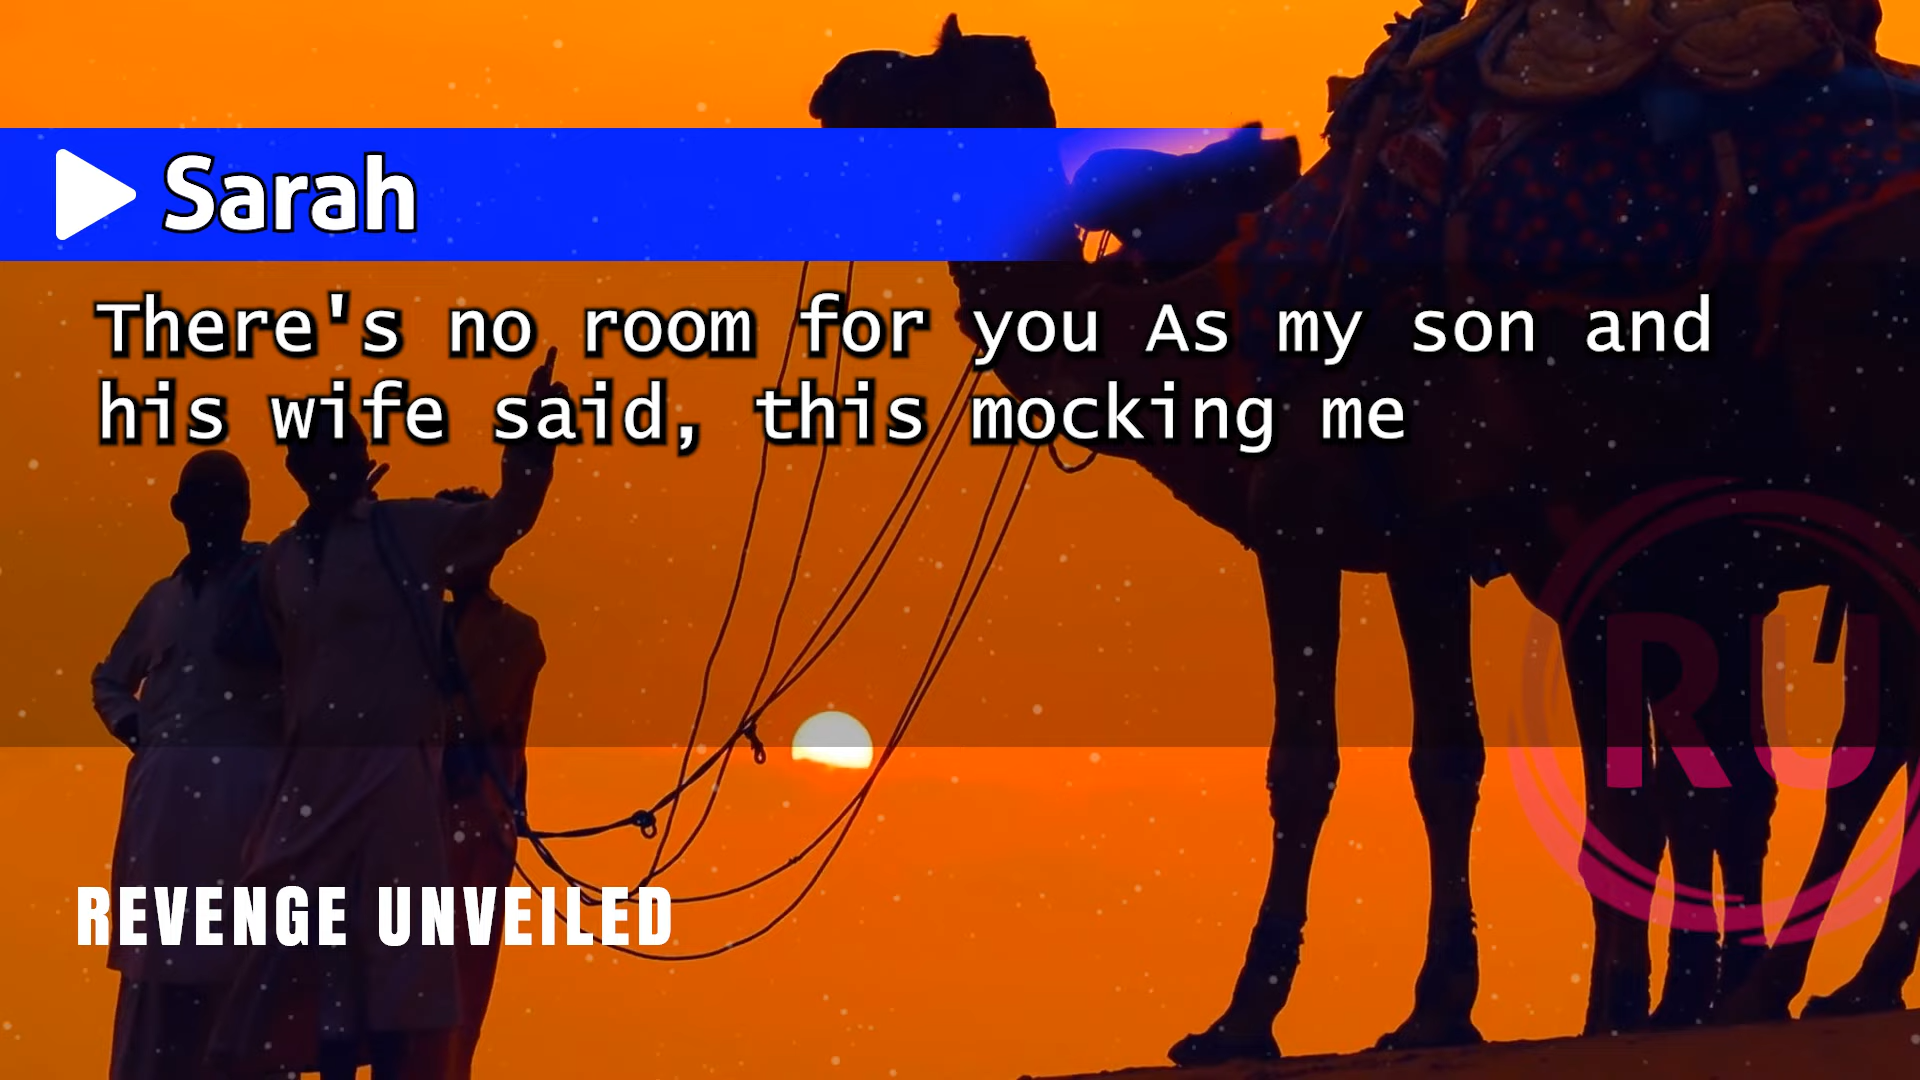 Sarah
There's no room for you As my son and
his wife said, this mocking me
RU
REVENGE UNVEILED